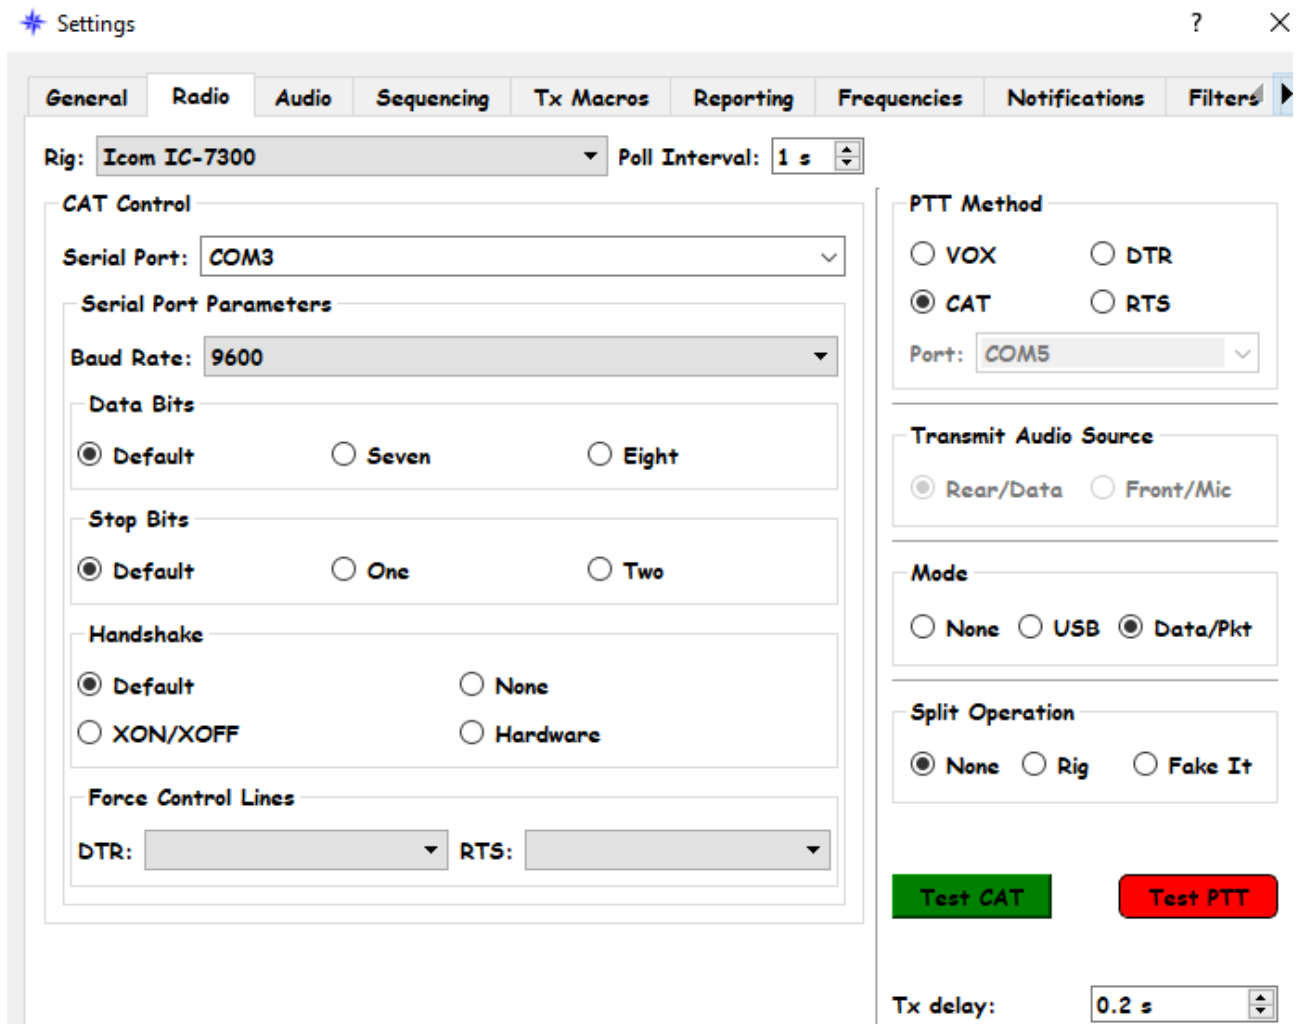 Settings ?
General Radio Audio Sequencing Tx Macros Reporting Frequencies Notifications Filters
Rig: Icom IC-7300 Poll Interval: 1 s
CAT Control
Serial Port: COM3
Serial Port Parameters
Baud Rate: 9600
Data Bits
Default Seven Eight
Stop Bits
Default One Two
Handshake
Default None
XON/XOFF Hardware
Force Control Lines
DTR: RTS:
PTT Method
VOX DTR
CAT RTS
Port: COM5
Transmit Audio Source
Rear/Data Front/Mic
Mode
None USB Data/Pkt
Split Operation
None Rig Fake It
Test CAT Test PTT
Tx delay: 0.2 s